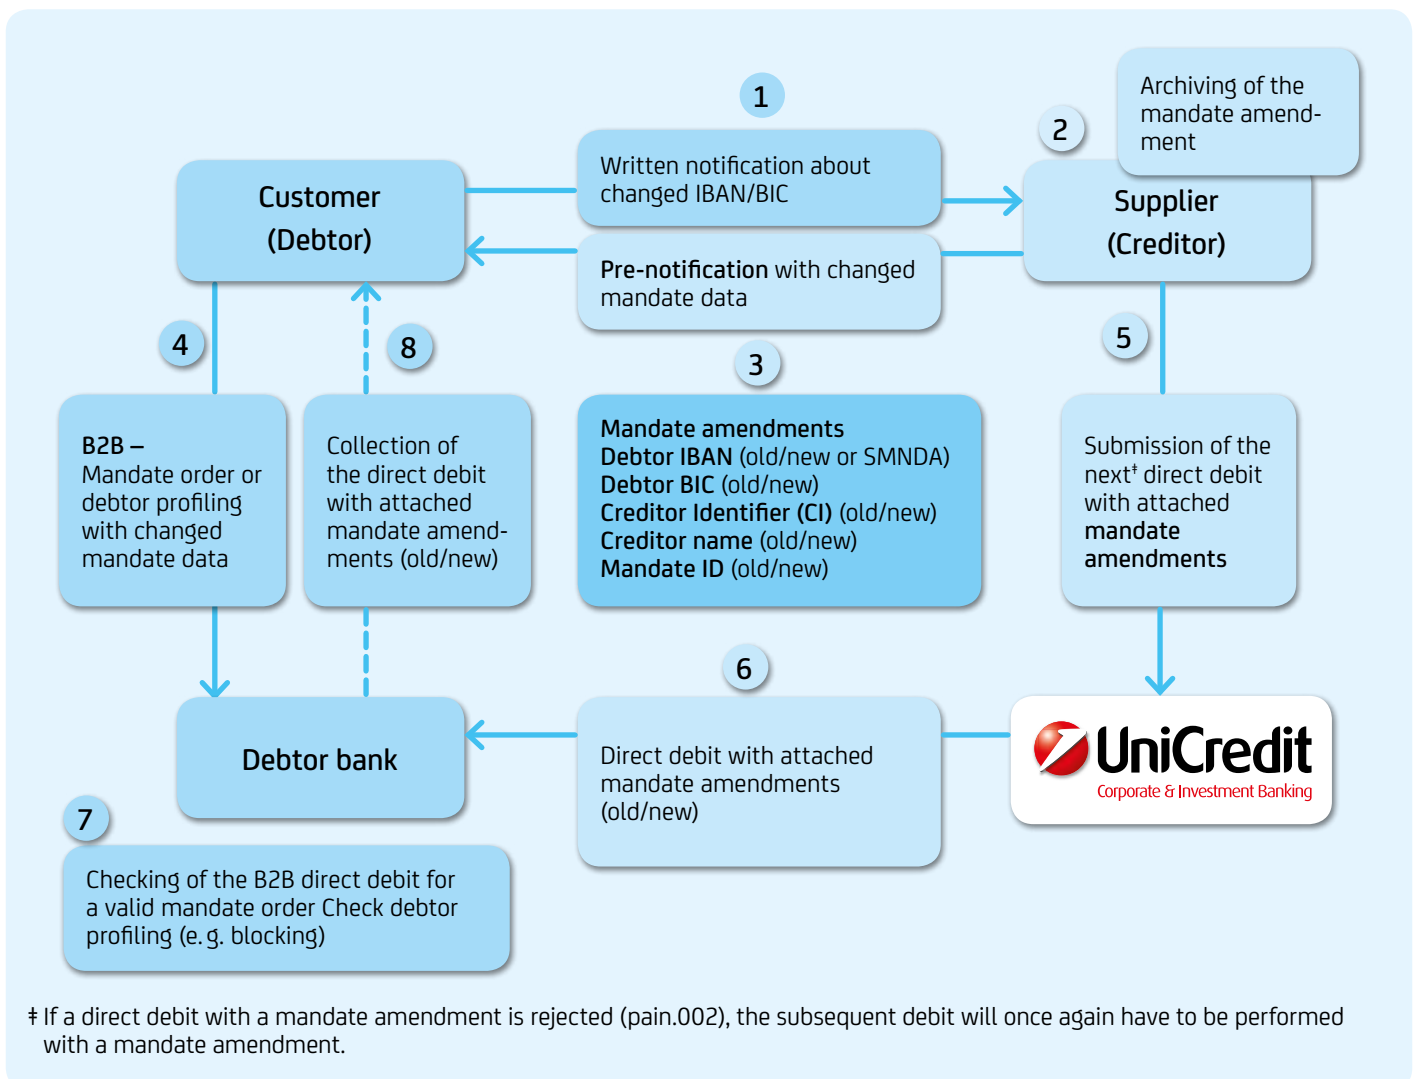 1
Written notification about
changed IBAN/BIC
2
Archiving of the
mandate amend-
ment
Customer
(Debtor)
Supplier
(Creditor)
Pre-notification with changed
mandate data
4
8
3
5
B2B –
Mandate order or
debtor profiling
with changed
mandate data
Collection of
the direct debit
with attached
mandate amend-
ments (old/new)
Mandate amendments
Debtor IBAN (old/new or SMNDA)
Debtor BIC (old/new)
Creditor Identifier (CI) (old/new)
Creditor name (old/new)
Mandate ID (old/new)
Submission of the
next‡ direct debit
with attached
mandate
amendments
6
Debtor bank
Direct debit with attached
mandate amendments
(old/new)
UniCredit
Corporate & Investment Banking
7
Checking of the B2B direct debit for
a valid mandate order Check debtor
profiling (e. g. blocking)
‡ If a direct debit with a mandate amendment is rejected (pain.002), the subsequent debit will once again have to be performed
with a mandate amendment.